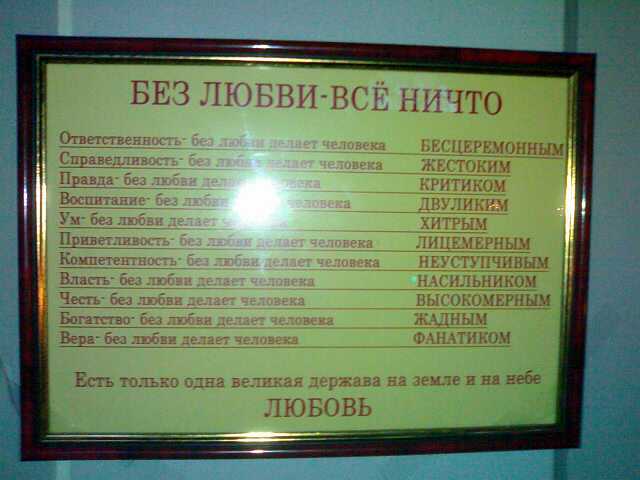 БЕЗ ЛЮБВИ-ВСЁ НИЧТО
Ответственность- без любви делает человека БЕСЦЕРЕМОННЫМ
Справедливость- без любви делает человека ЖЕСТОКИМ
Правда- без любви делает человека КРИТИКОМ
Воспитание- без любви делает человека ДВУЛИКИМ
Ум- без любви делает человека ХИТРЫМ
Приветливость- без любви делает человека ЛИЦЕМЕРНЫМ
Компетентность- без любви делает человека НЕУСТУПЧИВЫМ
Власть- без любви делает человека НАСИЛЬНИКОМ
Честь- без любви делает человека ВЫСОКОМЕРНЫМ
Богатство- без любви делает человека ЖАДНЫМ
Вера- без любви делает человека ФАНАТИКОМ
Есть только одна великая держава на земле и на небе
ЛЮБОВЬ